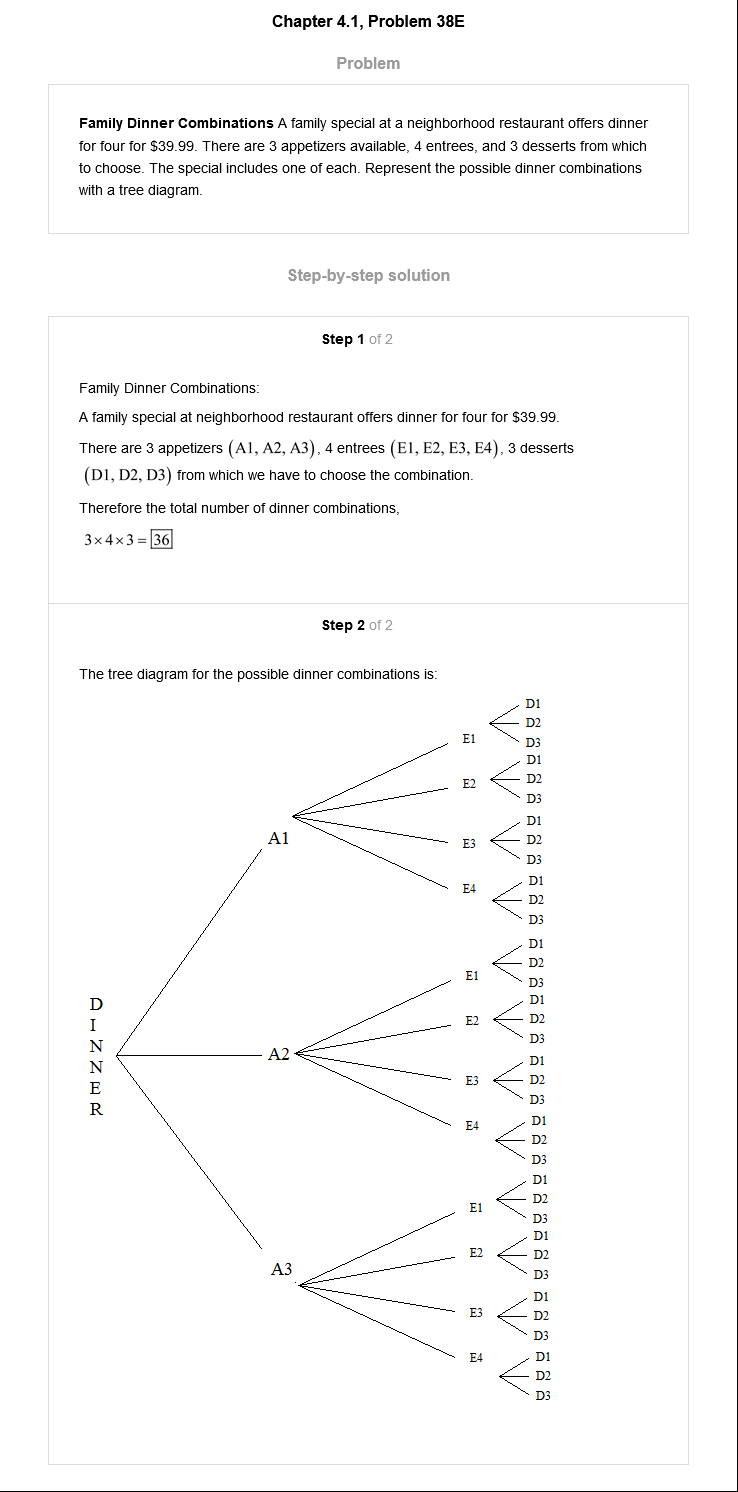 Chapter 4.1, Problem 38E
Problem
Family Dinner Combinations A family special at a neighborhood restaurant offers dinner
for four for $39.99. There are 3 appetizers available, 4 entrees, and 3 desserts from which
to choose. The special includes one of each. Represent the possible dinner combinations
with a tree diagram.
Step-by-step solution
Step 1 of 2
Family Dinner Combinations:
A family special at neighborhood restaurant offers dinner for four for $39.99.
There are 3 appetizers (A1, A2, A3), 4 entrees (E1, E2, E3, E4), 3 desserts
(D1, D2, D3) from which we have to choose the combination.
Therefore the total number of dinner combinations,
3×4×3 = 36
Step 2 of 2
The tree diagram for the possible dinner combinations is:
DINNER
A1
E1
D1
D2
D3
E2
D1
D2
D3
E3
D1
D2
D3
E4
D1
D2
D3
A2
E1
D1
D2
D3
E2
D1
D2
D3
E3
D1
D2
D3
E4
D1
D2
D3
A3
E1
D1
D2
D3
E2
D1
D2
D3
E3
D1
D2
D3
E4
D1
D2
D3